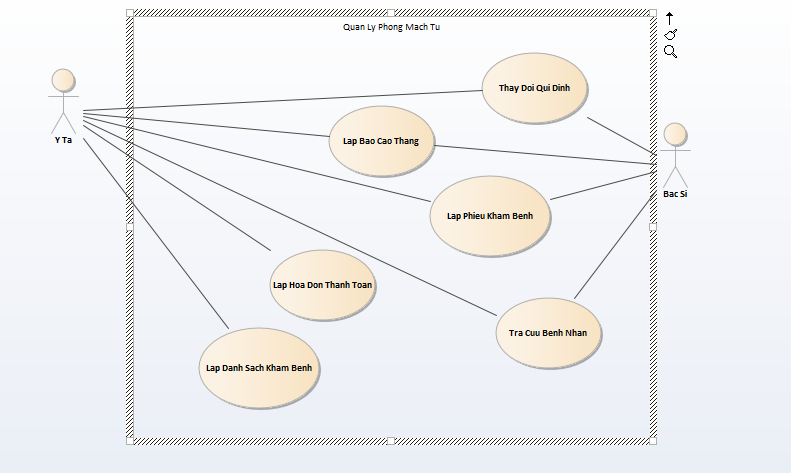 Quan Ly Phong Mach Tu
Thay Doi Qui Dinh
Y Ta
Lap Bao Cao Thang
Bac Si
Lap Phieu Kham Benh
Lap Hoa Don Thanh Toan
Tra Cuu Benh Nhan
Lap Danh Sach Kham Benh